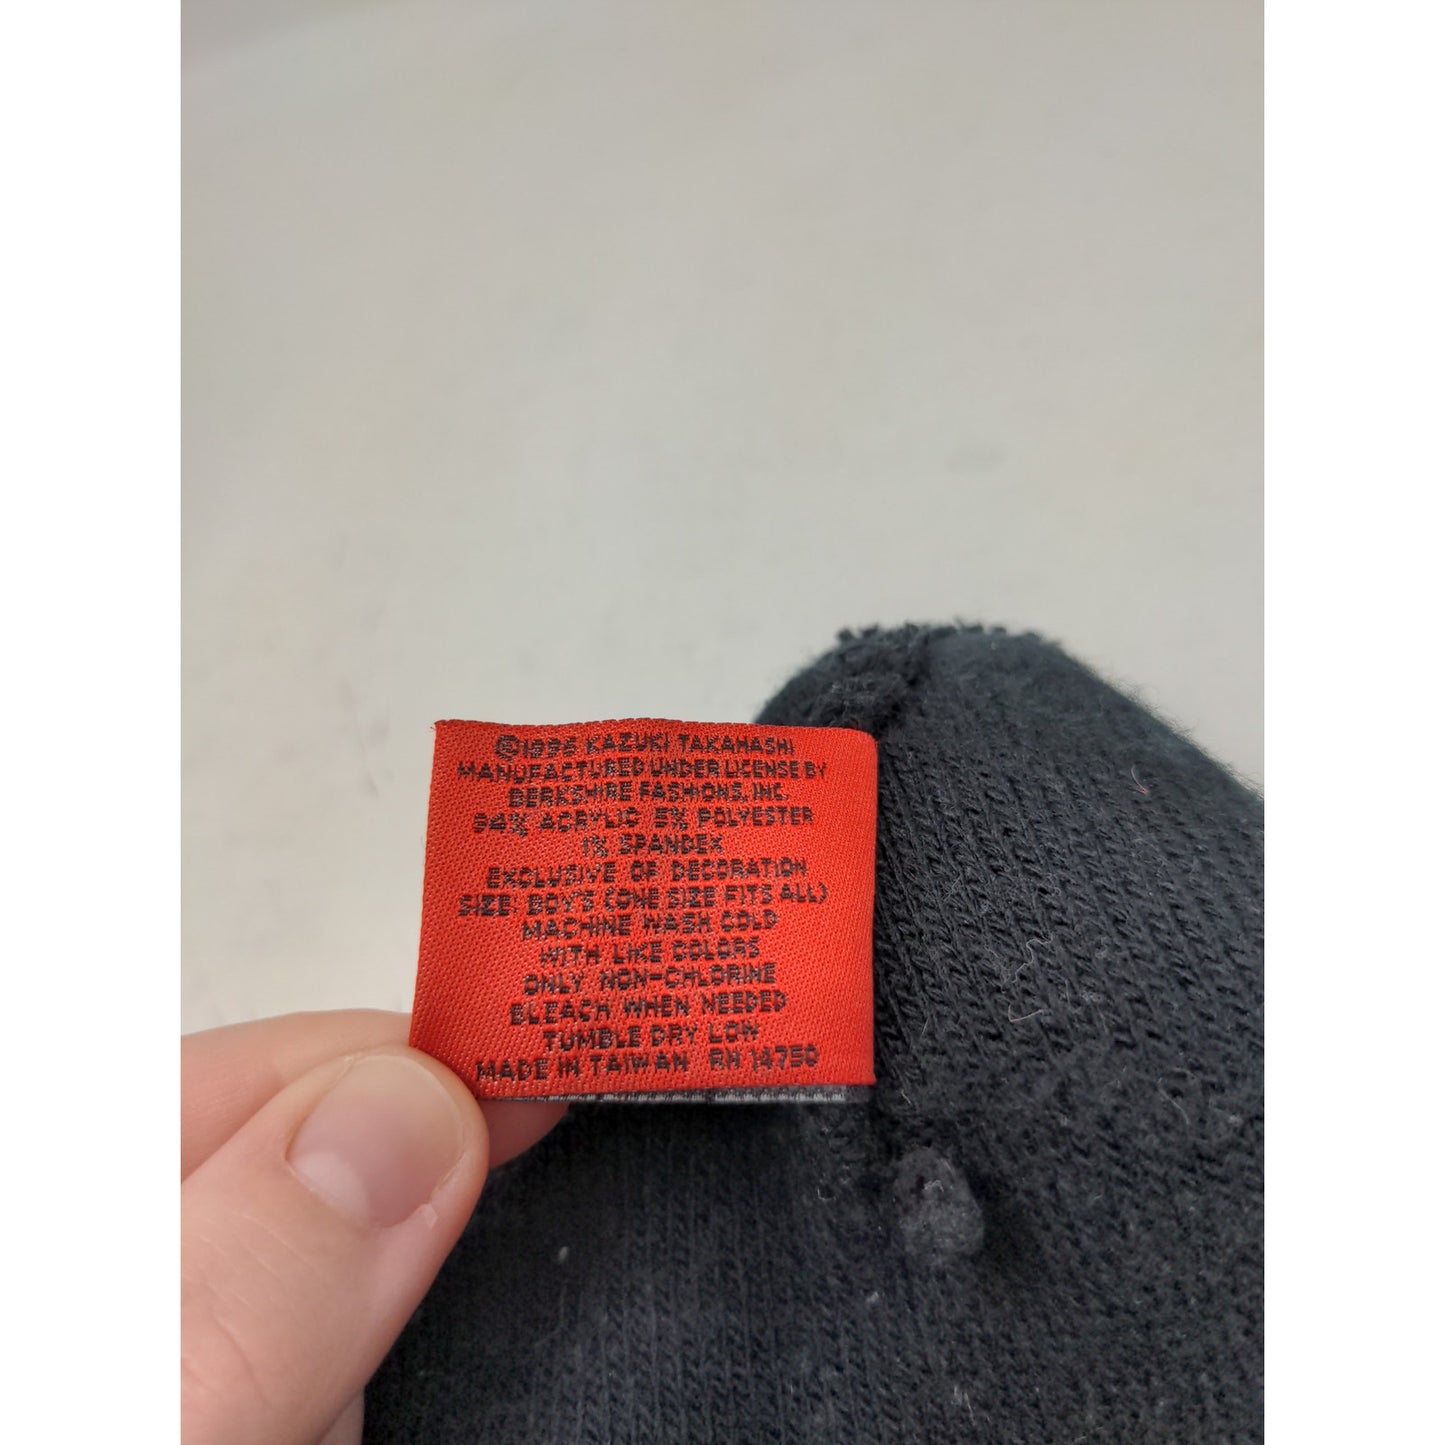 ©1996 KAZUKI TAKAHASHI
MANUFACTURED UNDER LICENSE BY
BERKSHIRE FASHIONS, INC.
94% ACRYLIC 5% POLYESTER
1% SPANDEX
EXCLUSIVE OF DECORATION
SIZE: BOY'S (ONE SIZE FITS ALL)
MACHINE WASH COLD
WITH LIKE COLORS
ONLY NON-CHLORINE
BLEACH WHEN NEEDED
TUMBLE DRY LOW
MADE IN TAIWAN RN 14750